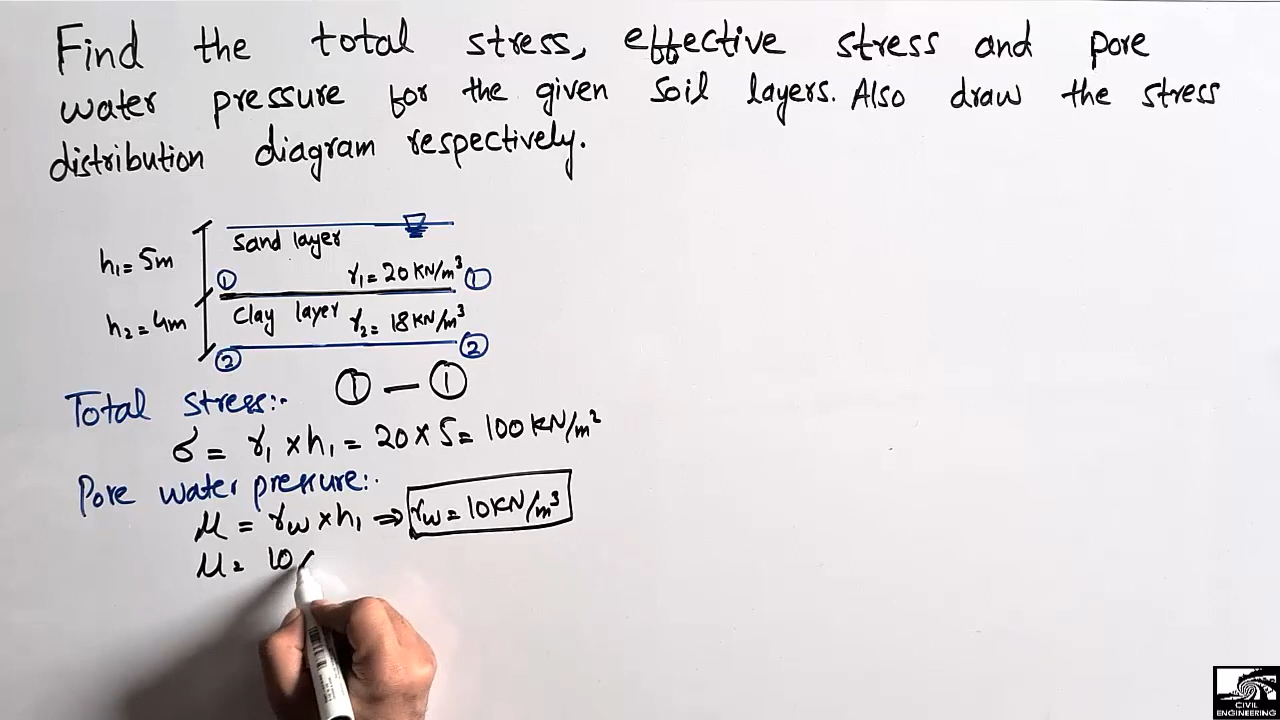 Find the total stress, effective stress and pore
water pressure for the given soil layers. Also draw the stress
distribution diagram respectively.
h₁= 5m
Sand layer
① γ₁= 20 KN/m³ ①
h₂= 4m
Clay layer γ₂= 18 KN/m³
② ②
① — ①
Total stress:-
σ = γ₁ × h₁ = 20 × 5 = 100 KN/m²
Pore water pressure:-
μ = γw × h₁ ⇒ γw = 10 KN/m³
μ = 10
CIVIL
ENGINEERING